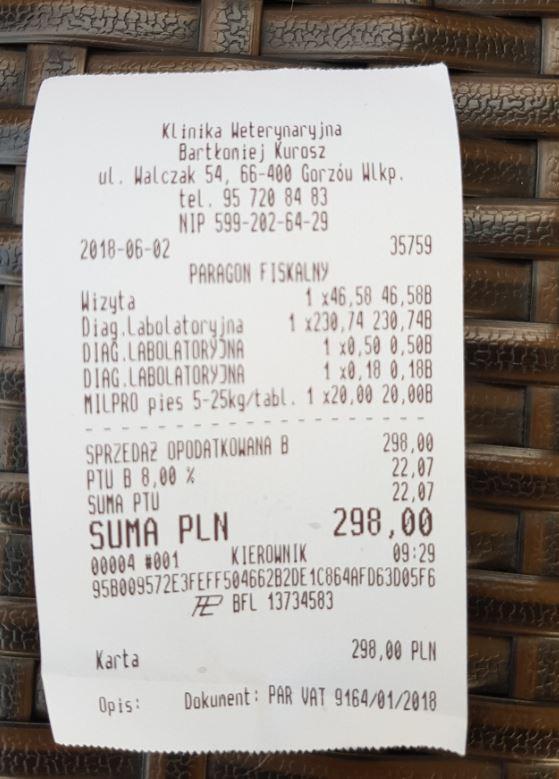 Klinika Weterynaryjna
Bartłomiej Kurosz
ul. Walczak 54, 66-400 Gorzów Wlkp.
tel. 95 720 84 83
NIP 599-202-64-29
2018-06-02 35759
PARAGON FISKALNY
Wizyta 1 x46,58 46,58B
Diag.Labolatoryjna 1 x230,74 230,74B
DIAG.LABOLATORYJNA 1 x0,50 0,50B
DIAG.LABOLATORYJNA 1 x0,18 0,18B
MILPRO pies 5-25kg/tabl. 1 x20,00 20,00B
SPRZEDAŻ OPODATKOWANA B 298,00
PTU B 8,00 % 22,07
SUMA PTU 22,07
SUMA PLN 298,00
00004 #001 KIEROWNIK 09:29
95B009572E3FEFF504662B2DE1C864AFD63D05F6
BFL 13734583
Karta 298,00 PLN
Opis: Dokument: PAR VAT 9164/01/2018